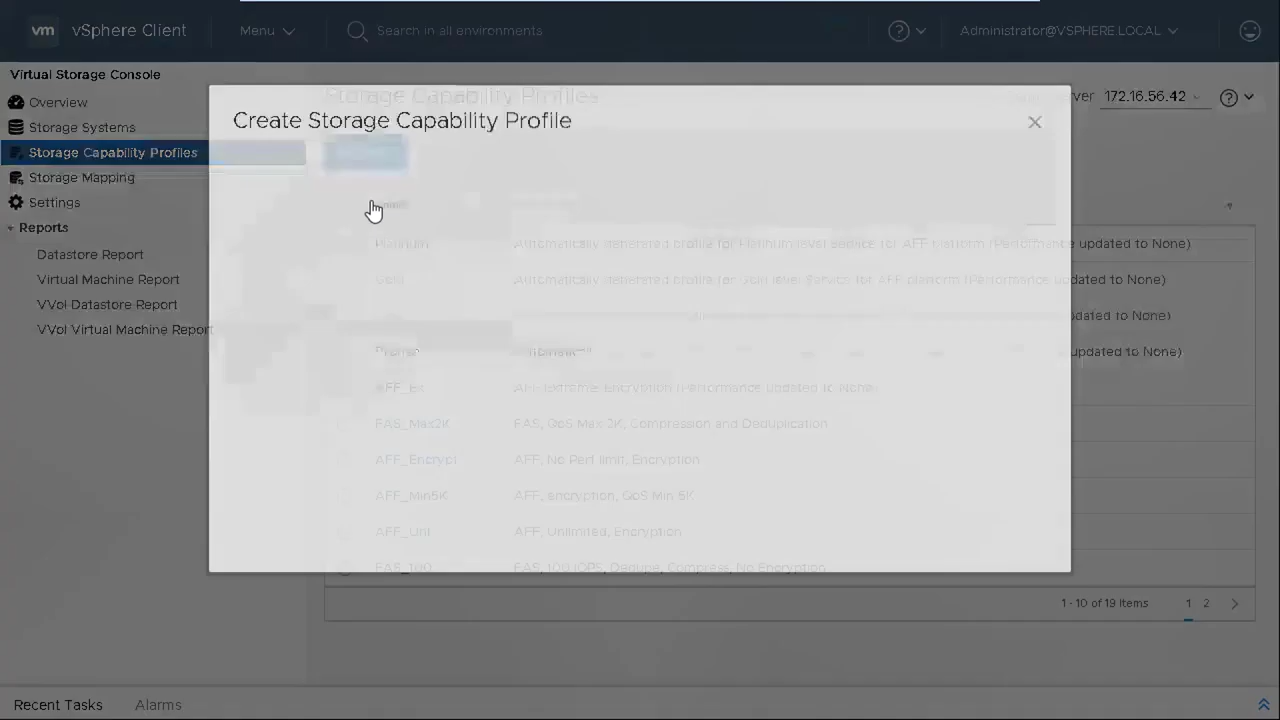 vm vSphere Client Menu Search in all environments Administrator@VSPHERE.LOCAL
Virtual Storage Console
Overview
Storage Systems
Storage Capability Profiles
Storage Mapping
Settings
Reports
Datastore Report
Virtual Machine Report
VVol Datastore Report
VVol Virtual Machine Report
Storage Capability Profiles
172.16.56.42
Create Storage Capability Profile
Platinum Automatically generated profile for Platinum level Service for AFF platform (Performance updated to None)
Gold Automatically generated profile for Gold level Service for AFF platform (Performance updated to None)
updated to None)
updated to None)
AFF, Extreme, Encryption (Performance updated to None
FAS_Max2K FAS, QoS Max 2K, Compression and Deduplication
AFF_Encrypt AFF, No Perf limit, Encryption
AFF_Min5K AFF, encryption, QoS Min 5K
AFF_Unl AFF, Unlimited, Encryption
FAS_100 FAS, 100 IOPS, Dedupe, Compress, No Encryption
1 - 10 of 19 items 1 2
Recent Tasks Alarms